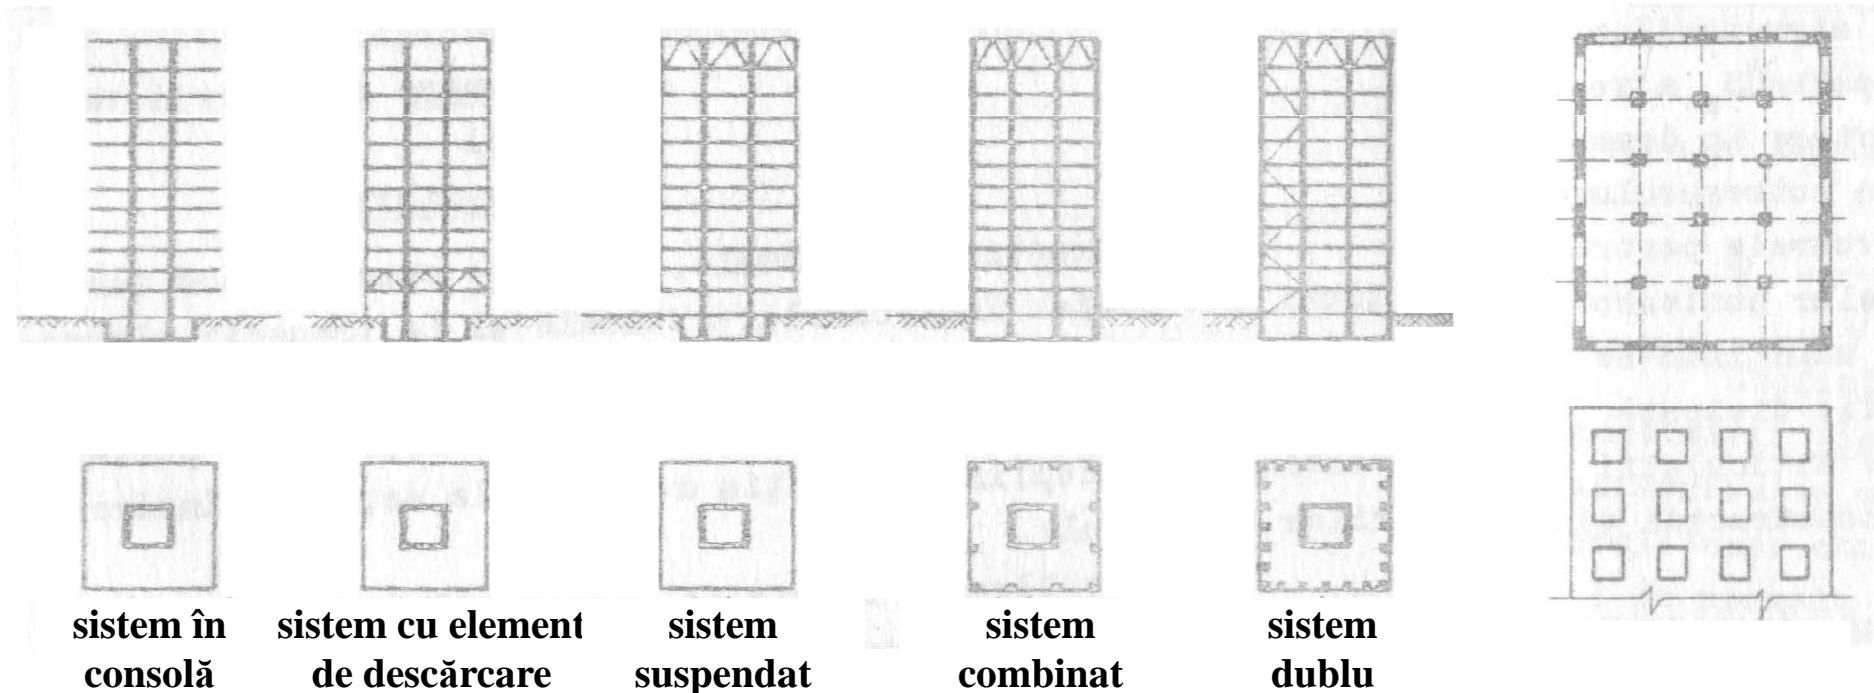 sistem în
consolă
sistem cu element
de descărcare
sistem
suspendat
sistem
combinat
sistem
dublu